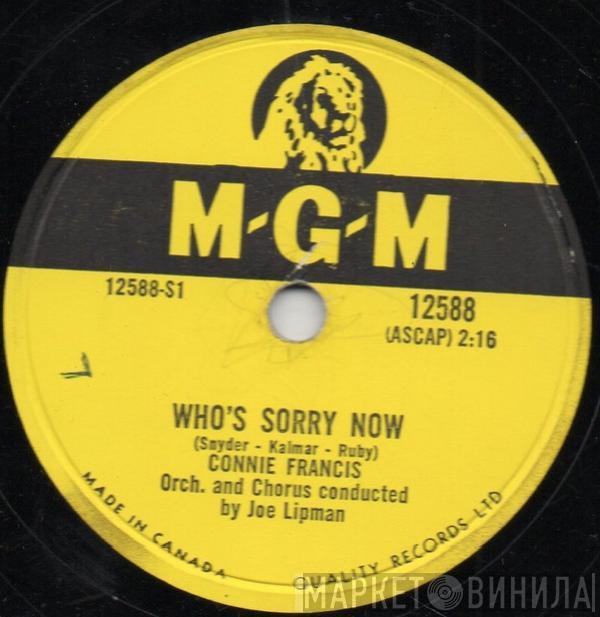 M-G-M
12588-S1
12588
(ASCAP) 2:16
L
WHO'S SORRY NOW
(Snyder - Kalmar - Ruby)
CONNIE FRANCIS
Orch. and Chorus conducted
by Joe Lipman
MADE IN CANADA
QUALITY RECORDS LTD
МАРКЕТ ВИНИЛА